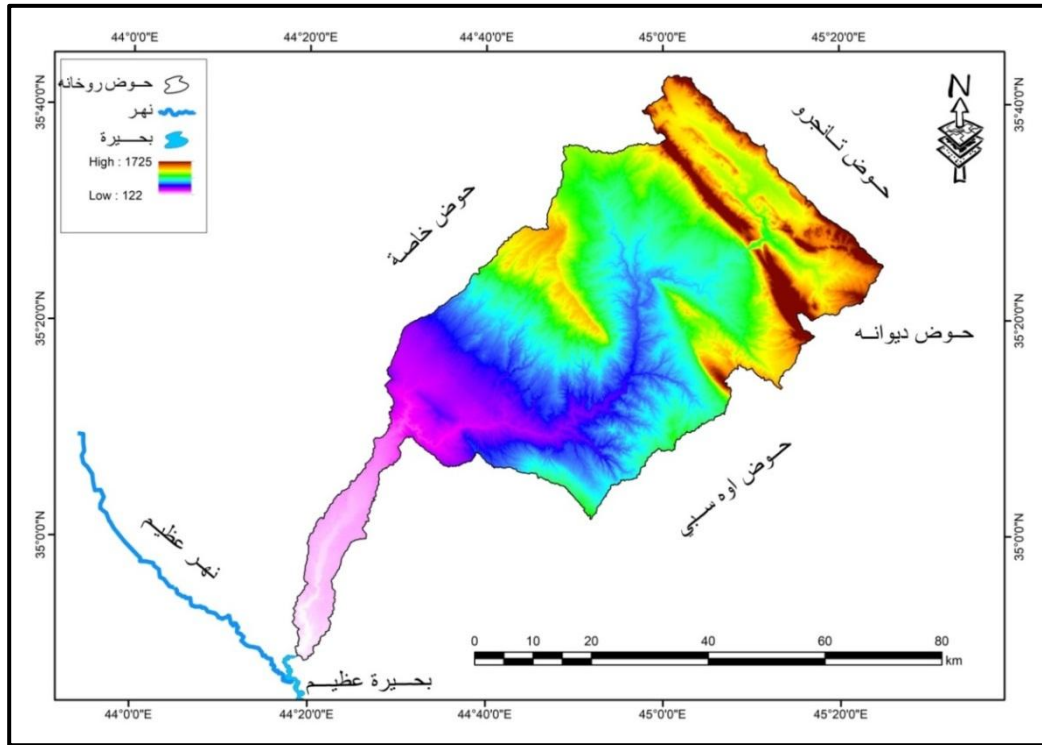 44°0'0"E 44°20'0"E 44°40'0"E 45°0'0"E 45°20'0"E
حوض روخانه
نهر
بحيرة
High : 1725
Low : 122
N
35°40'0"N
35°40'0"N
حوض تانجرو
حوض خاصة
35°20'0"N
35°20'0"N
حوض ديوانه
حوض اوه سبي
35°0'0"N
35°0'0"N
نهر عظيم
0 10 20 40 60 80
km
بحيرة عظيم
44°0'0"E 44°20'0"E 44°40'0"E 45°0'0"E 45°20'0"E